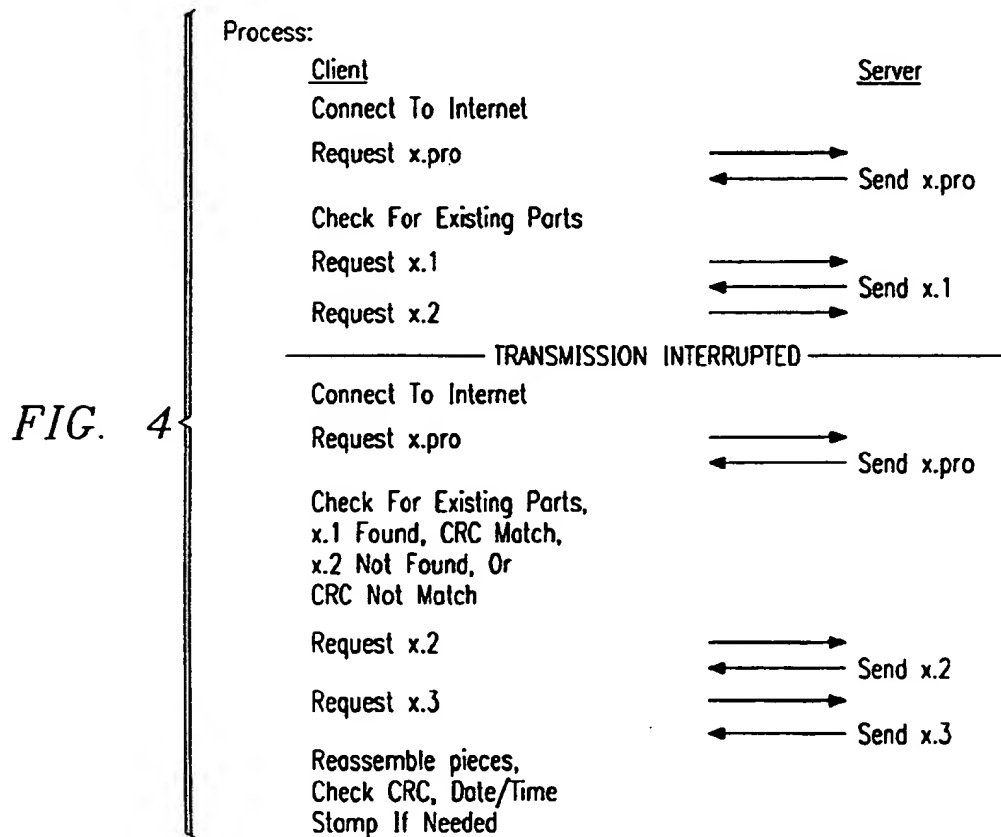 Process:
Client Server
Connect To Internet
Request x.pro
Send x.pro
Check For Existing Parts
Request x.1
Send x.1
Request x.2
TRANSMISSION INTERRUPTED
Connect To Internet
FIG. 4
Request x.pro
Send x.pro
Check For Existing Parts,
x.1 Found, CRC Match,
x.2 Not Found, Or
CRC Not Match
Request x.2
Send x.2
Request x.3
Send x.3
Reassemble pieces,
Check CRC, Date/Time
Stamp If Needed